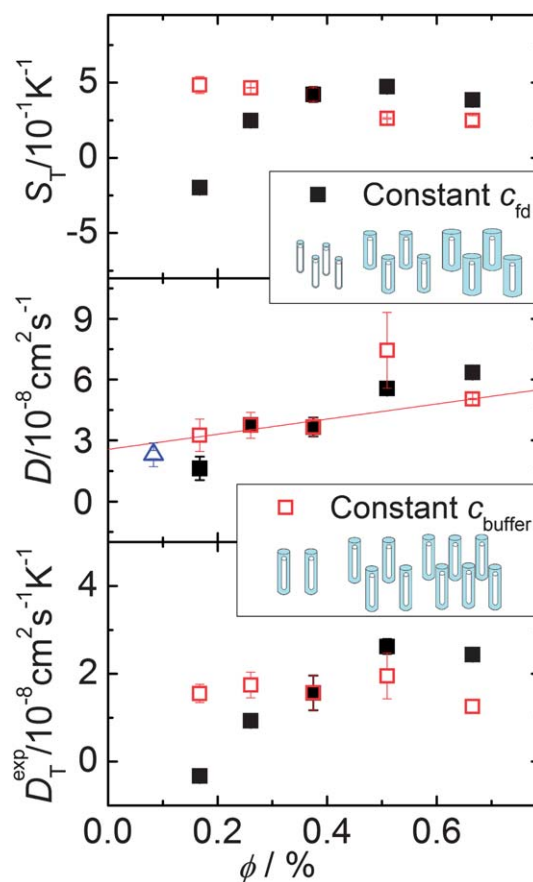 5
0
-5
S_T/10^-1K^-1
Constant c_fd
9
6
3
0
D/10^-8cm^2s^-1
Constant c_buffer
4
2
0
D_T^exp/10^-8cm^2s^-1K^-1
0.0 0.2 0.4 0.6
ϕ / %